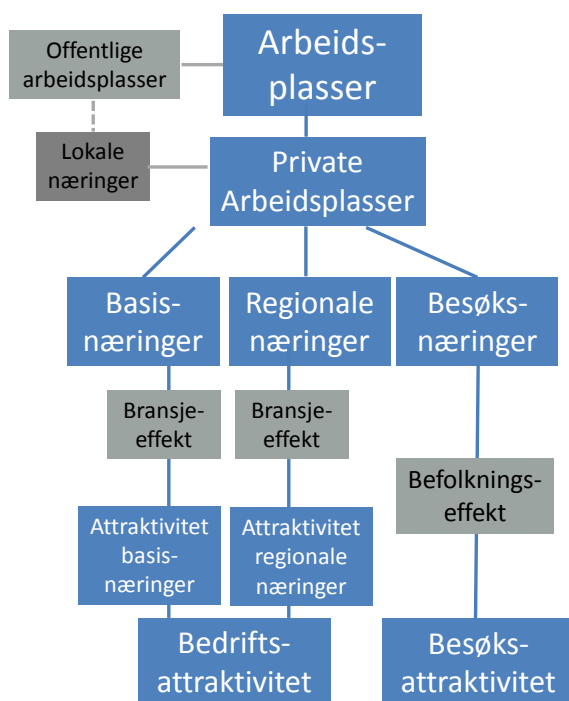 Offentlige
arbeidsplasser
Arbeids-
plasser
Lokale
næringer
Private
Arbeidsplasser
Basis-
næringer
Regionale
næringer
Besøks-
næringer
Bransje-
effekt
Bransje-
effekt
Befolknings-
effekt
Attraktivitet
basis-
næringer
Attraktivitet
regionale
næringer
Bedrifts-
attraktivitet
Besøks-
attraktivitet